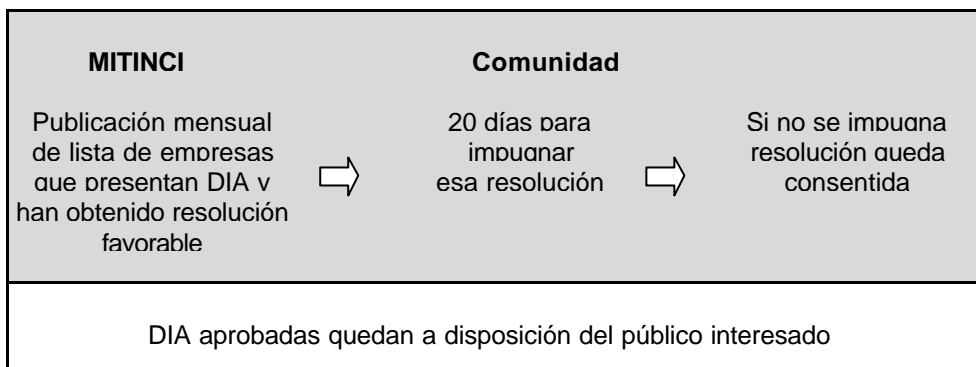 MITINCI
Publicación mensual
de lista de empresas
que presentan DIA y
han obtenido resolución
favorable
Comunidad
20 días para
impugnar
esa resolución
Si no se impugna
resolución queda
consentida
DIA aprobadas quedan a disposición del público interesado